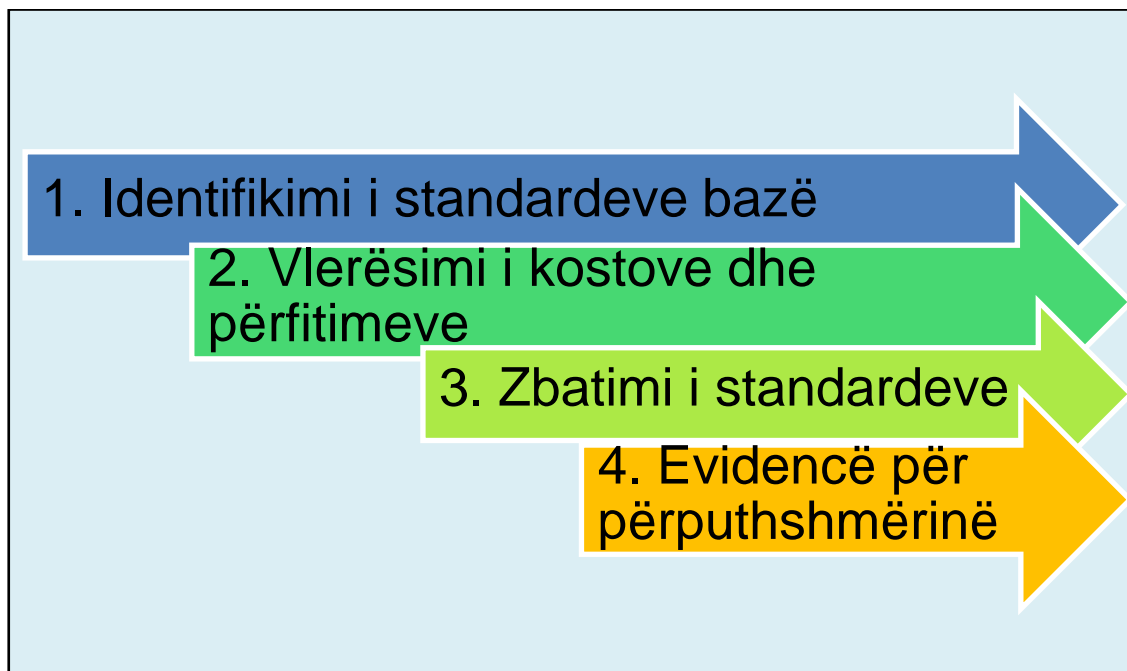 1. Identifikimi i standardeve bazë
2. Vlerësimi i kostove dhe
përfitimeve
3. Zbatimi i standardeve
4. Evidencë për
përputhshmërinë